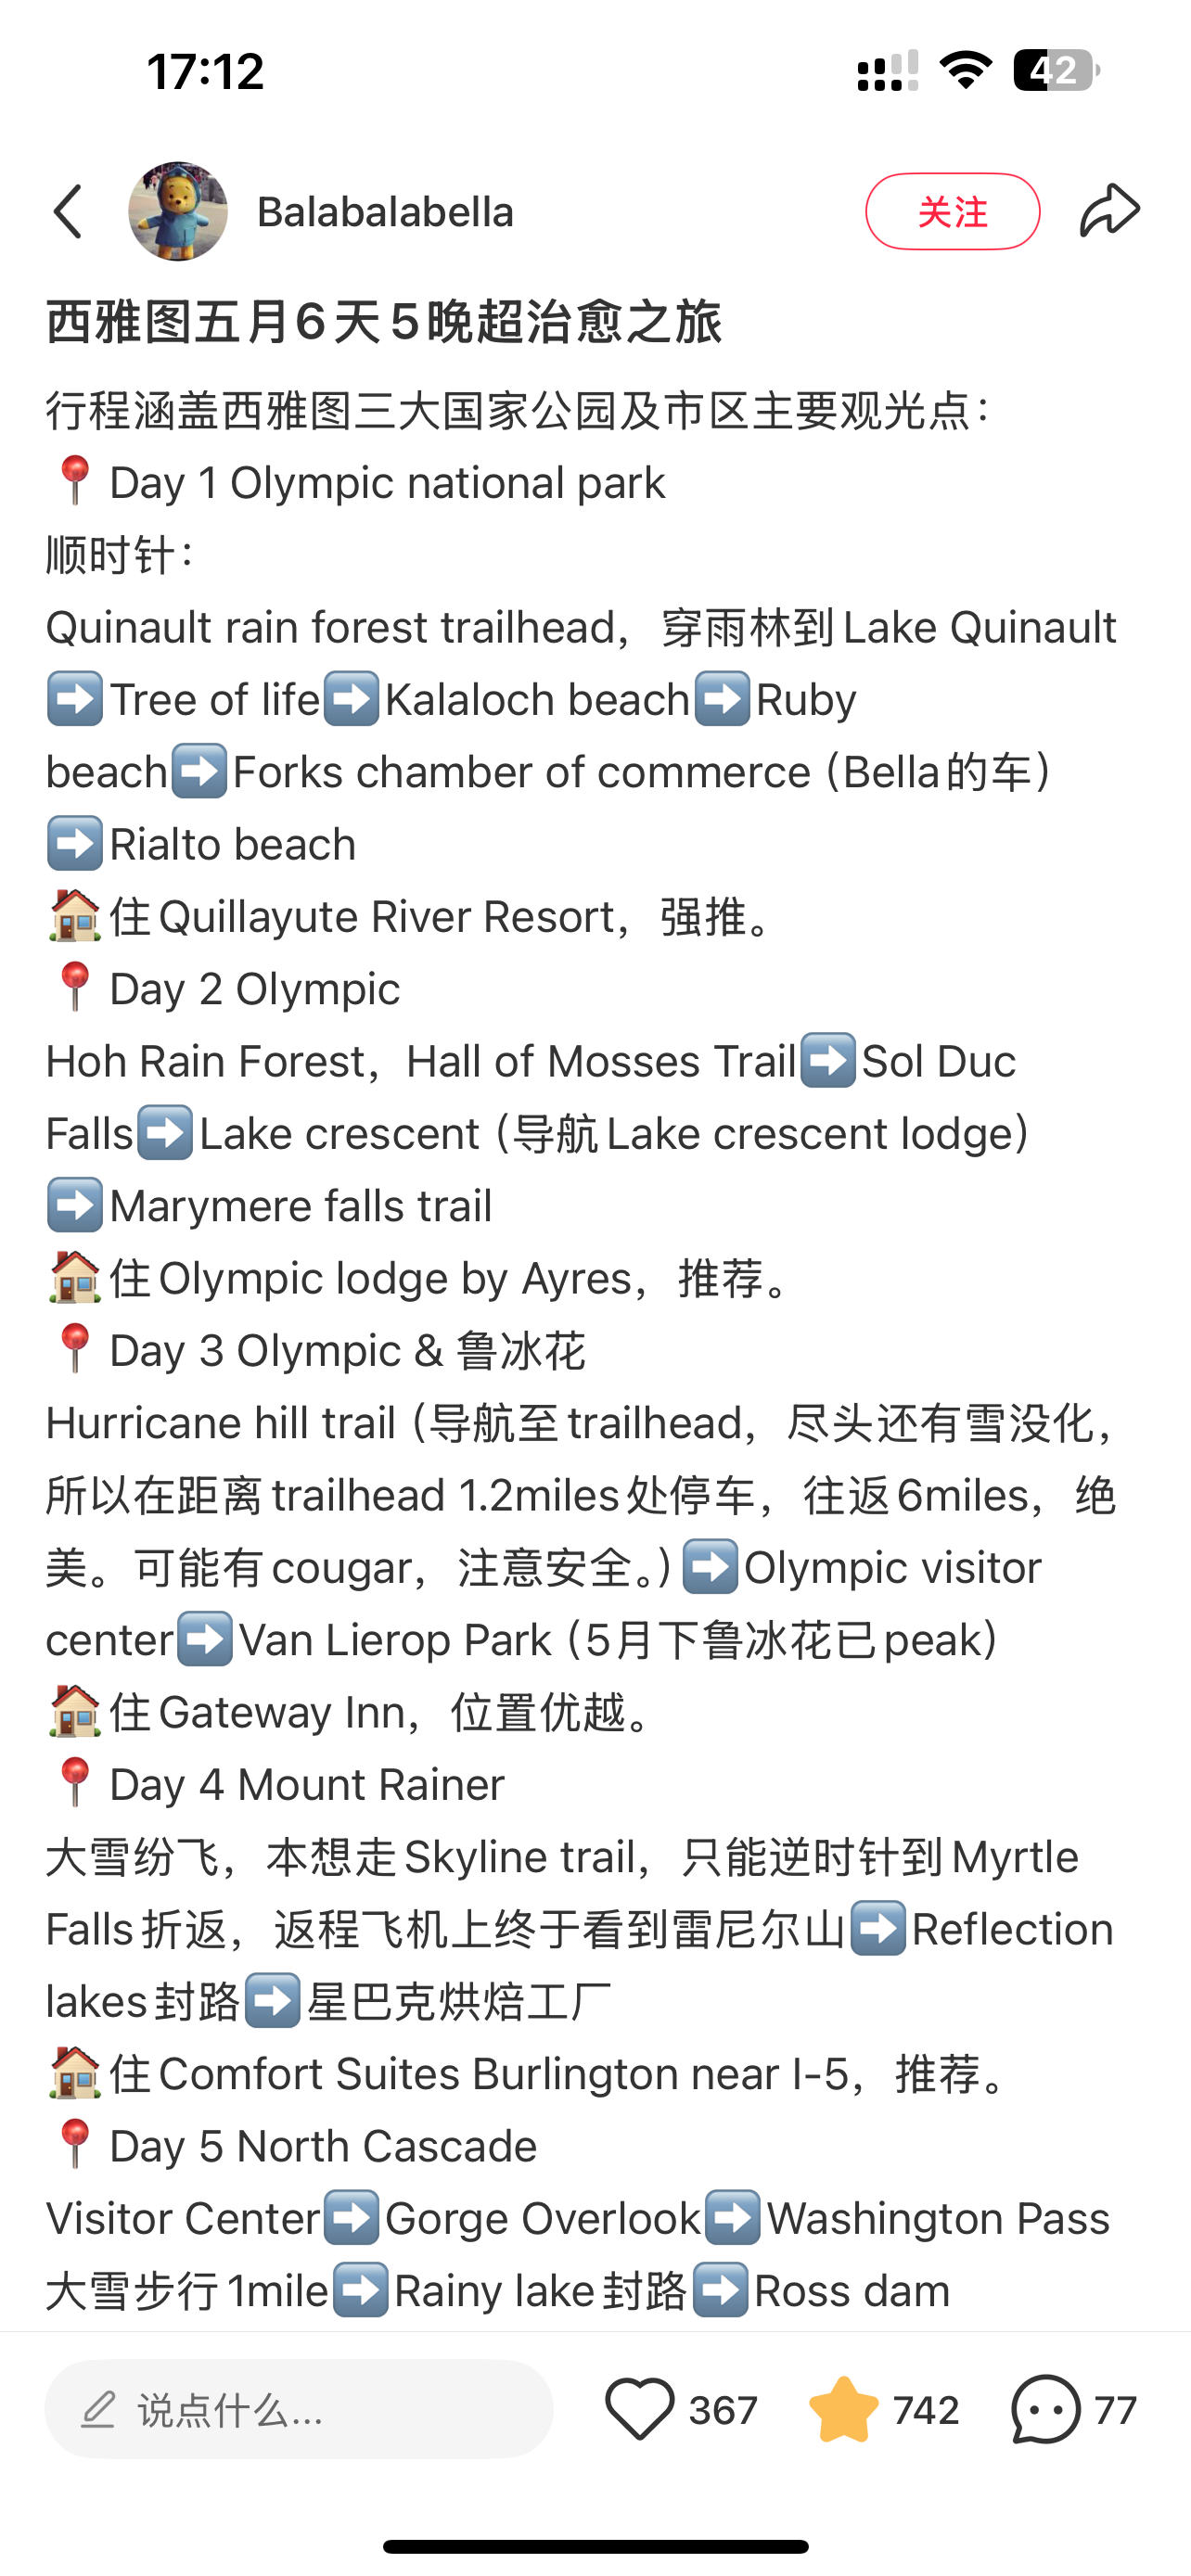 17:12
42
Balabalabella
关注
西雅图五月6天5晚超治愈之旅
行程涵盖西雅图三大国家公园及市区主要观光点：
📍Day 1 Olympic national park
顺时针：
Quinault rain forest trailhead，穿雨林到Lake Quinault
➡️Tree of life➡️Kalaloch beach➡️Ruby
beach➡️Forks chamber of commerce（Bella的车）
➡️Rialto beach
🏠住Quillayute River Resort，强推。
📍Day 2 Olympic
Hoh Rain Forest，Hall of Mosses Trail➡️Sol Duc
Falls➡️Lake crescent（导航Lake crescent lodge）
➡️Marymere falls trail
🏠住Olympic lodge by Ayres，推荐。
📍Day 3 Olympic & 鲁冰花
Hurricane hill trail（导航至trailhead，尽头还有雪没化，
所以在距离trailhead 1.2miles处停车，往返6miles，绝
美。可能有cougar，注意安全。）➡️Olympic visitor
center➡️Van Lierop Park（5月下鲁冰花已peak）
🏠住Gateway Inn，位置优越。
📍Day 4 Mount Rainer
大雪纷飞，本想走Skyline trail，只能逆时针到Myrtle
Falls折返，返程飞机上终于看到雷尼尔山➡️Reflection
lakes封路➡️星巴克烘焙工厂
🏠住Comfort Suites Burlington near I-5，推荐。
📍Day 5 North Cascade
Visitor Center➡️Gorge Overlook➡️Washington Pass
大雪步行1mile➡️Rainy lake封路➡️Ross dam
说点什么...
367
742
77